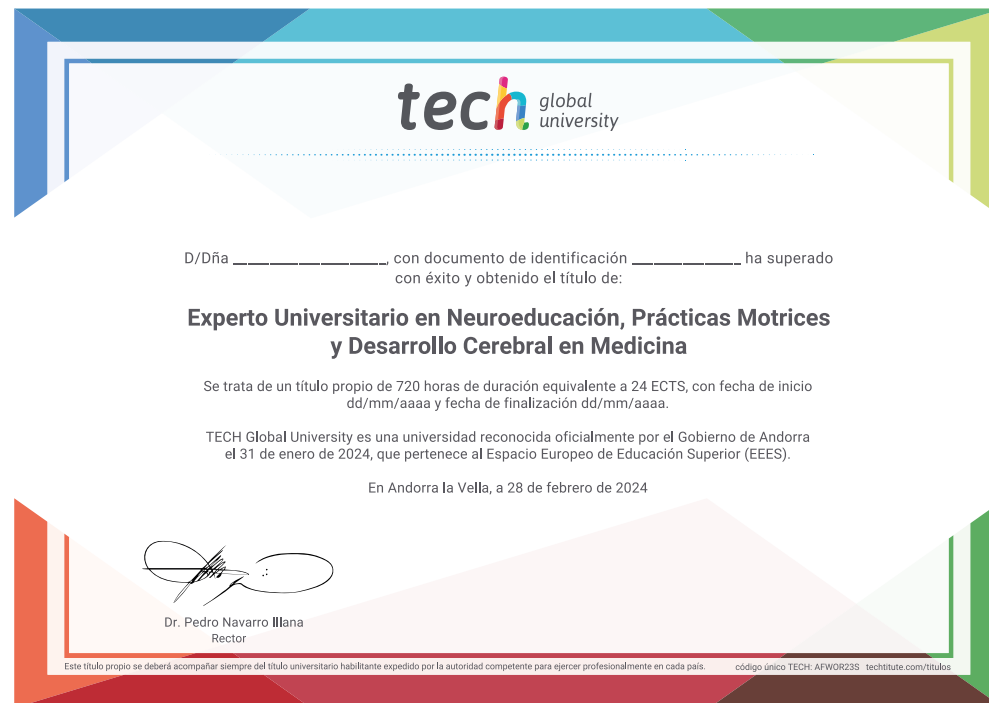 tech global university
D/Dña ____________________, con documento de identificación ______________ ha superado
con éxito y obtenido el título de:
Experto Universitario en Neuroeducación, Prácticas Motrices
y Desarrollo Cerebral en Medicina
Se trata de un título propio de 720 horas de duración equivalente a 24 ECTS, con fecha de inicio
dd/mm/aaaa y fecha de finalización dd/mm/aaaa.
TECH Global University es una universidad reconocida oficialmente por el Gobierno de Andorra
el 31 de enero de 2024, que pertenece al Espacio Europeo de Educación Superior (EEES).
En Andorra la Vella, a 28 de febrero de 2024
Dr. Pedro Navarro Illana
Rector
Este título propio se deberá acompañar siempre del título universitario habilitante expedido por la autoridad competente para ejercer profesionalmente en cada país. código único TECH: AFWOR23S techtitute.com/titulos